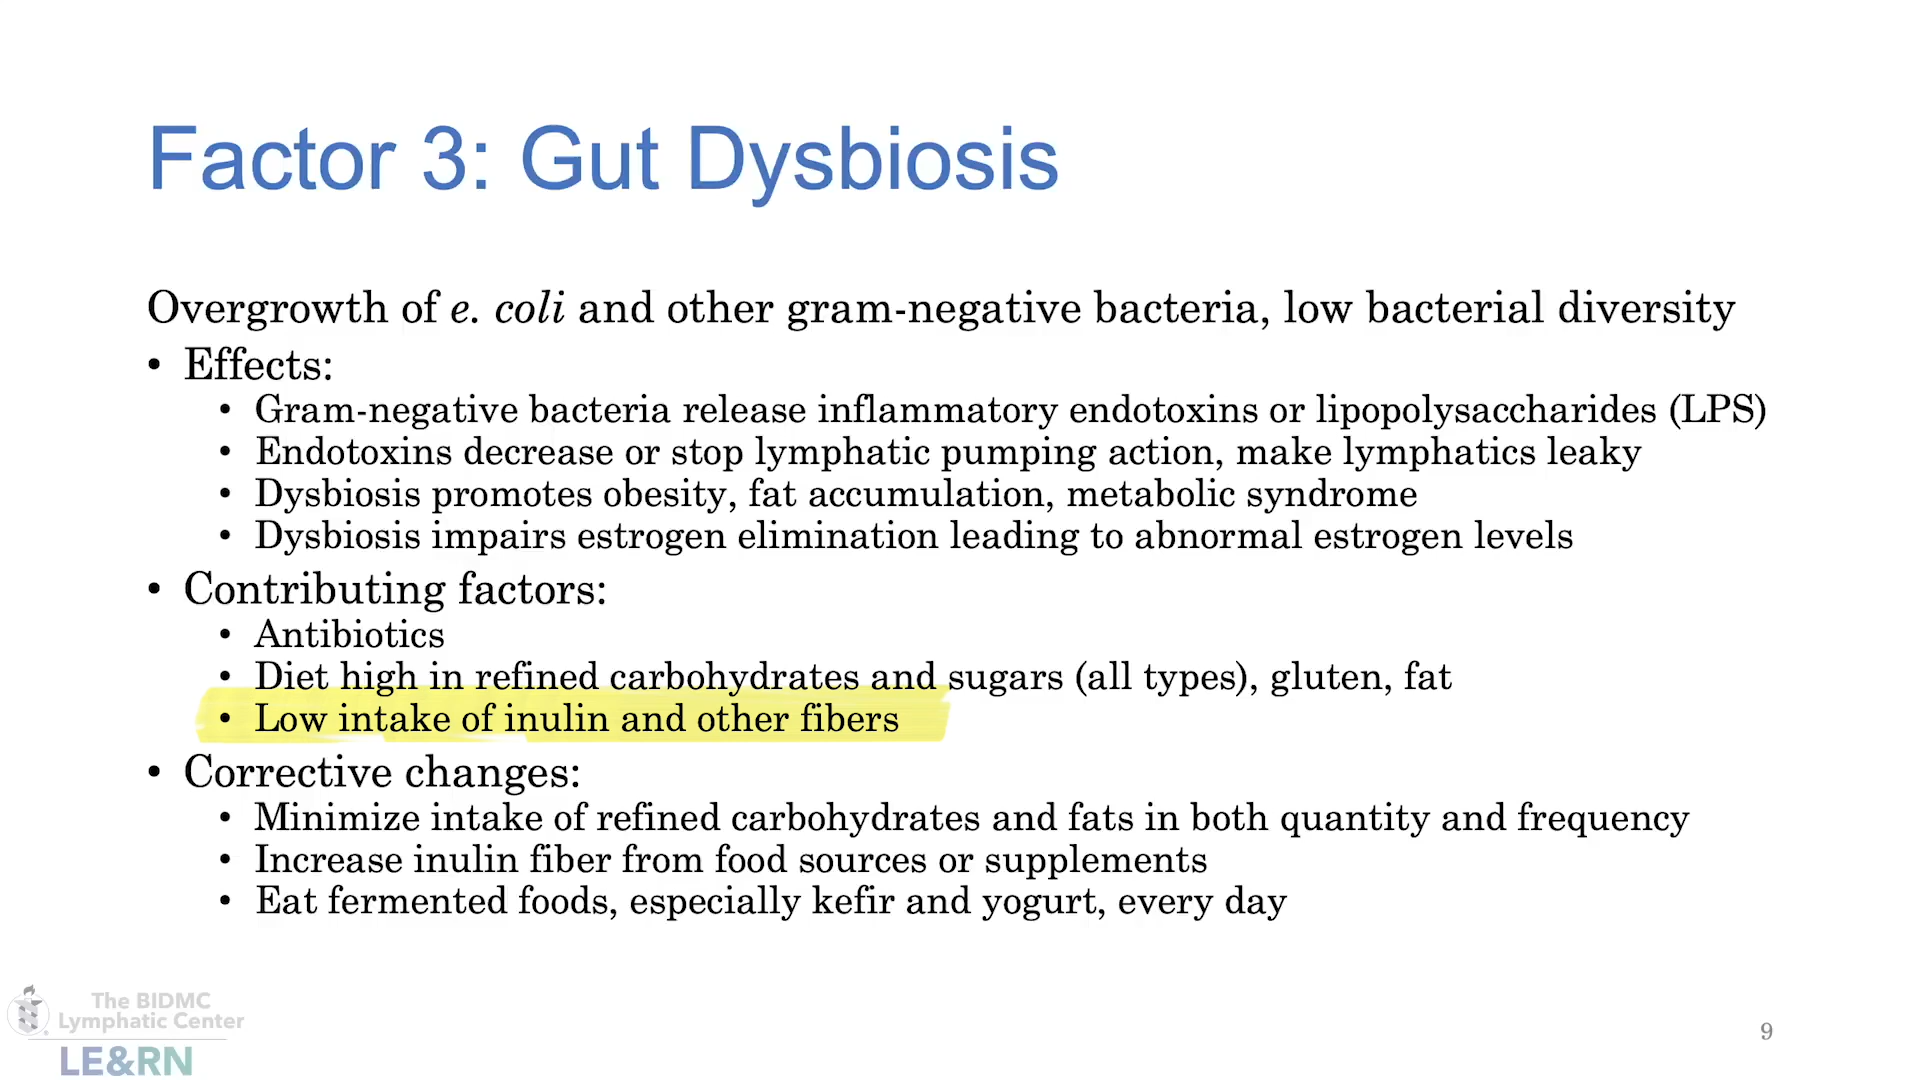 Factor 3: Gut Dysbiosis
Overgrowth of e. coli and other gram-negative bacteria, low bacterial diversity
• Effects:
• Gram-negative bacteria release inflammatory endotoxins or lipopolysaccharides (LPS)
• Endotoxins decrease or stop lymphatic pumping action, make lymphatics leaky
• Dysbiosis promotes obesity, fat accumulation, metabolic syndrome
• Dysbiosis impairs estrogen elimination leading to abnormal estrogen levels
• Contributing factors:
• Antibiotics
• Diet high in refined carbohydrates and sugars (all types), gluten, fat
• Low intake of inulin and other fibers
• Corrective changes:
• Minimize intake of refined carbohydrates and fats in both quantity and frequency
• Increase inulin fiber from food sources or supplements
• Eat fermented foods, especially kefir and yogurt, every day
The BIDMC
Lymphatic Center
LE&RN
9